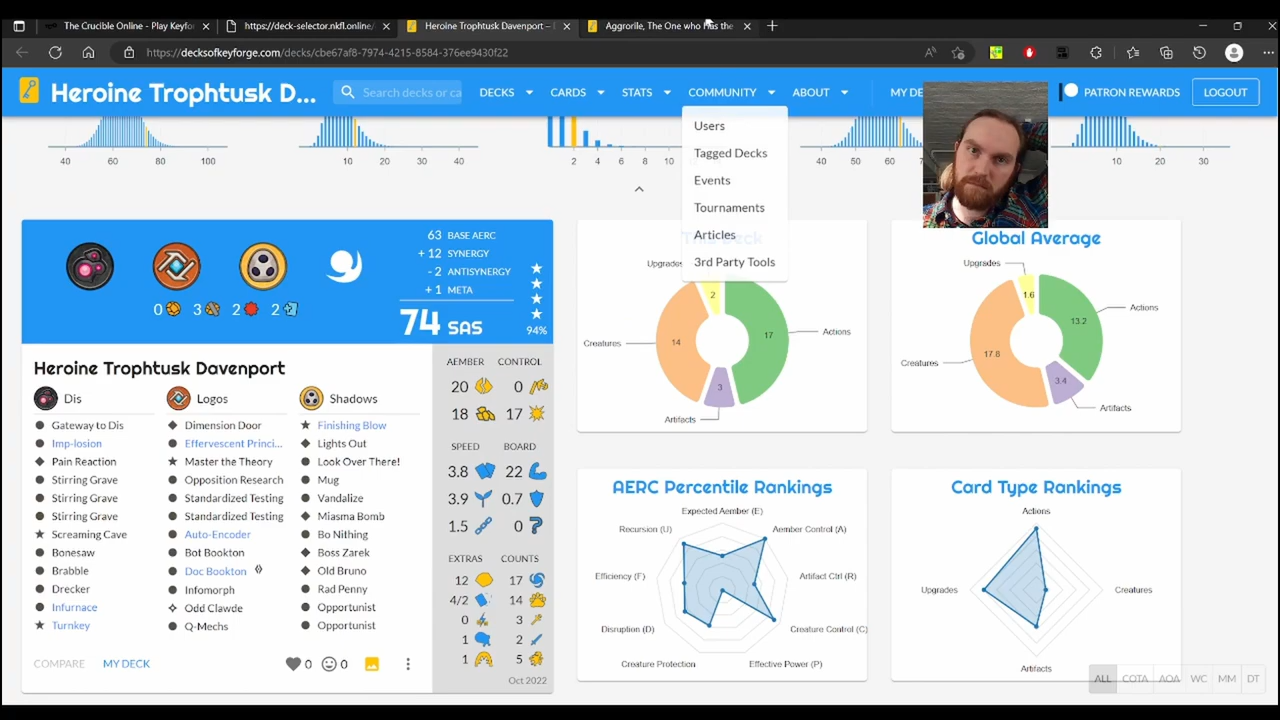 The Crucible Online - Play Keyfo
https://deck-selector.nkfl.online/
Heroine Trophtusk Davenport –
Aggrorile, The One who
https://decksofkeyforge.com/decks/cbe67af8-7974-4215-8584-376ee9430f22
Heroine Trophtusk D...
Search decks or ca
DECKS
CARDS
STATS
COMMUNITY
ABOUT
MY DE
PATRON REWARDS
LOGOUT
Users
Tagged Decks
Events
Tournaments
Articles
3rd Party Tools
40 60 80 100
10 20 30 40
2 4 6 8 10
40 60
10 20 30
63 BASE AERC
+ 12 SYNERGY
- 2 ANTISYNERGY
+ 1 META
74 SAS
94%
0 3 2 2
Heroine Trophtusk Davenport
Dis
Gateway to Dis
Imp-losion
Pain Reaction
Stirring Grave
Stirring Grave
Stirring Grave
Screaming Cave
Bonesaw
Brabble
Drecker
Infurnace
Turnkey
Logos
Dimension Door
Effervescent Princi...
Master the Theory
Opposition Research
Standardized Testing
Standardized Testing
Auto-Encoder
Bot Bookton
Doc Bookton
Infomorph
Odd Clawde
Q-Mechs
Shadows
Finishing Blow
Lights Out
Look Over There!
Mug
Vandalize
Miasma Bomb
Bo Nithing
Boss Zarek
Old Bruno
Rad Penny
Opportunist
Opportunist
COMPARE
MY DECK
0
0
AEMBER CONTROL
20 0
18 17
SPEED BOARD
3.8 22
3.9 0.7
1.5 0
EXTRAS COUNTS
12 17
4/2 14
0 3
1 2
1 5
Oct 2022
Deck
Upgrades
2
Creatures
14
17
Actions
3
Artifacts
Global Average
Upgrades
1.6
Actions
13.2
Creatures
17.8
3.4
Artifacts
AERC Percentile Rankings
Expected Aember (E)
Recursion (U)
Aember Control (A)
Efficiency (F)
Artifact Ctrl (R)
Disruption (D)
Creature Control (C)
Creature Protection
Effective Power (P)
Card Type Rankings
Actions
Upgrades
Creatures
Artifacts
ALL COTA AOA WC MM DT